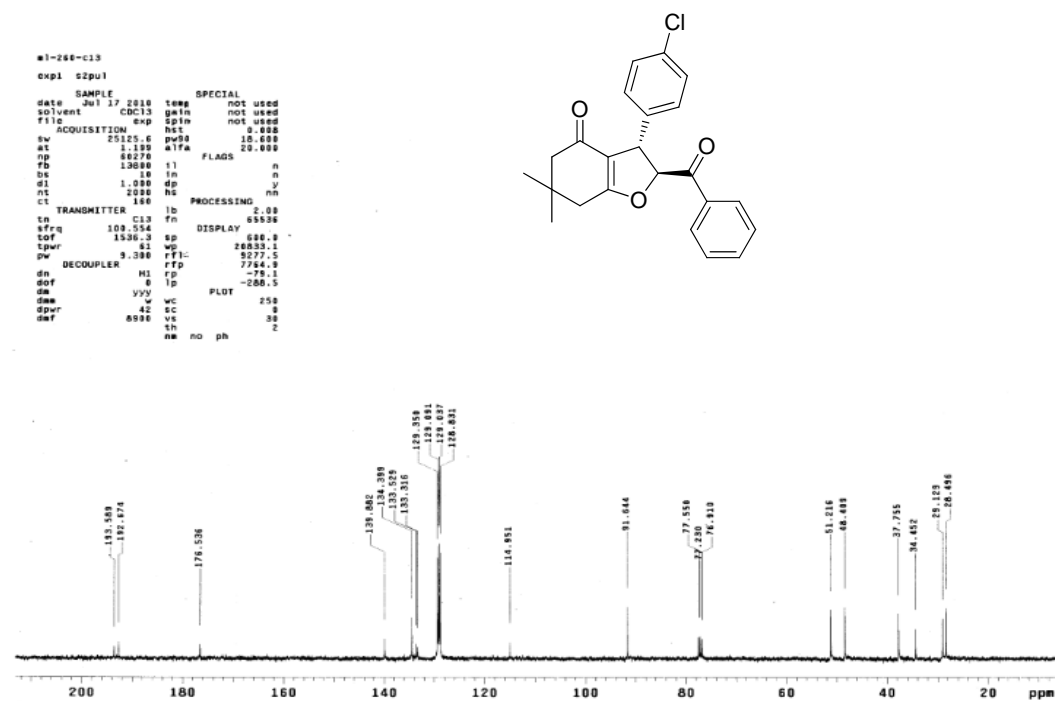 ml-260-c13
exp1 s2pul
SAMPLE
date Jul 17 2010
solvent CDCl3
file exp
ACQUISITION
sw 25125.6
at 1.199
np 60270
fb 13800
bs 10
d1 1.000
nt 2000
ct 160
TRANSMITTER
tn C13
sfrq 100.554
tof 1536.3
tpwr 61
pw 9.300
DECOUPLER
dn H1
dof 0
dm yyy
dmm w
dpwr 42
dmf 8900
SPECIAL
temp not used
gain not used
spin not used
hst 0.008
pw90 18.600
alfa 20.000
FLAGS
il n
in n
dp y
hs nn
PROCESSING
lb 2.00
fn 65536
DISPLAY
sp 600.0
wp 20833.1
rfl 9277.5
rfp 7764.9
rp -79.1
lp -288.5
PLOT
wc 250
sc 0
vs 30
th 2
nm no ph
Cl
O
O
O
193.589
192.674
176.536
139.882
134.399
133.529
133.316
129.350
129.091
129.037
128.831
114.951
91.644
77.550
77.230
76.910
51.216
48.409
37.755
34.452
29.129
28.496
200 180 160 140 120 100 80 60 40 20 ppm